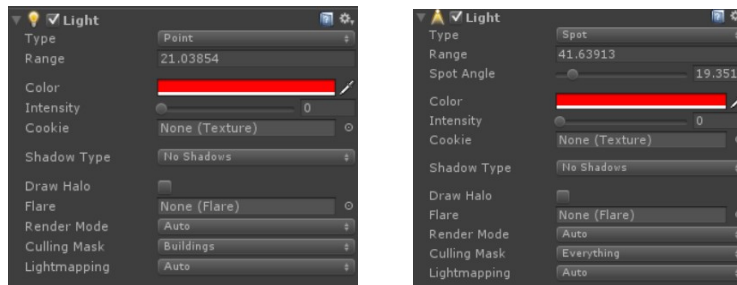 Light
Type Point
Range 21.03854
Color
Intensity 0
Cookie None (Texture)
Shadow Type No Shadows
Draw Halo
Flare None (Flare)
Render Mode Auto
Culling Mask Buildings
Lightmapping Auto
Light
Type Spot
Range 41.63913
Spot Angle 19.351
Color
Intensity 0
Cookie None (Texture)
Shadow Type No Shadows
Draw Halo
Flare None (Flare)
Render Mode Auto
Culling Mask Everything
Lightmapping Auto